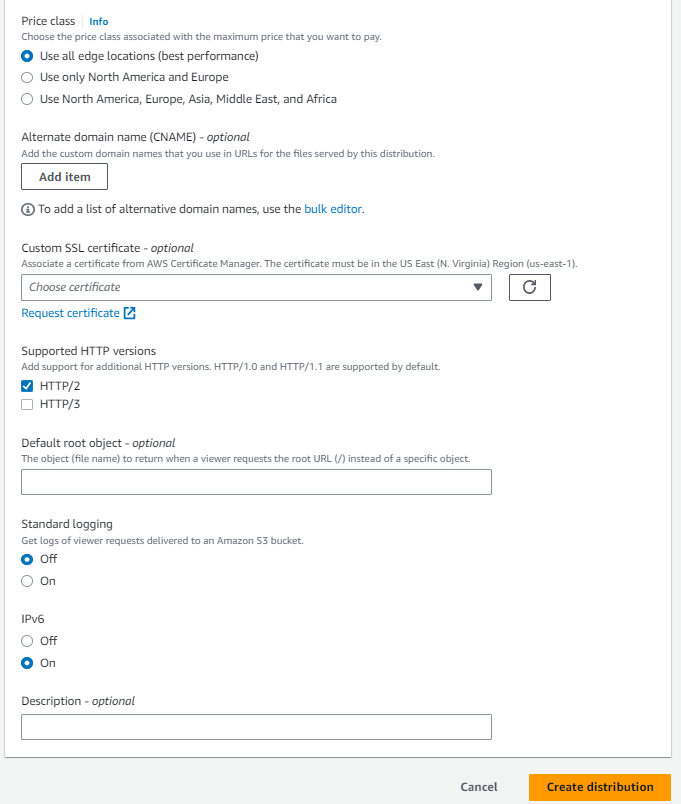 Price class Info
Choose the price class associated with the maximum price that you want to pay.
Use all edge locations (best performance)
Use only North America and Europe
Use North America, Europe, Asia, Middle East, and Africa
Alternate domain name (CNAME) - optional
Add the custom domain names that you use in URLs for the files served by this distribution.
Add item
To add a list of alternative domain names, use the bulk editor.
Custom SSL certificate - optional
Associate a certificate from AWS Certificate Manager. The certificate must be in the US East (N. Virginia) Region (us-east-1).
Choose certificate
Request certificate
Supported HTTP versions
Add support for additional HTTP versions. HTTP/1.0 and HTTP/1.1 are supported by default.
HTTP/2
HTTP/3
Default root object - optional
The object (file name) to return when a viewer requests the root URL (/) instead of a specific object.
Standard logging
Get logs of viewer requests delivered to an Amazon S3 bucket.
Off
On
IPv6
Off
On
Description - optional
Cancel
Create distribution